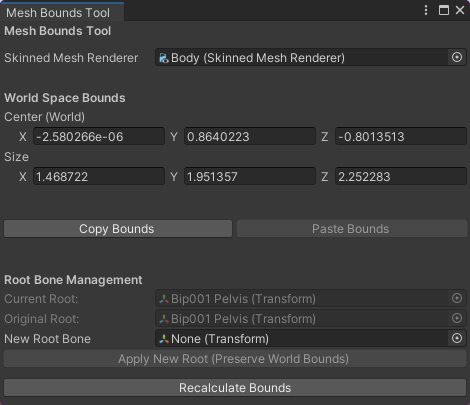 Mesh Bounds Tool
Mesh Bounds Tool
Skinned Mesh Renderer Body (Skinned Mesh Renderer)
World Space Bounds
Center (World)
X -2.580266e-06 Y 0.8640223 Z -0.8013513
Size
X 1.468722 Y 1.951357 Z 2.252283
Copy Bounds Paste Bounds
Root Bone Management
Current Root: Bip001 Pelvis (Transform)
Original Root: Bip001 Pelvis (Transform)
New Root Bone None (Transform)
Apply New Root (Preserve World Bounds)
Recalculate Bounds